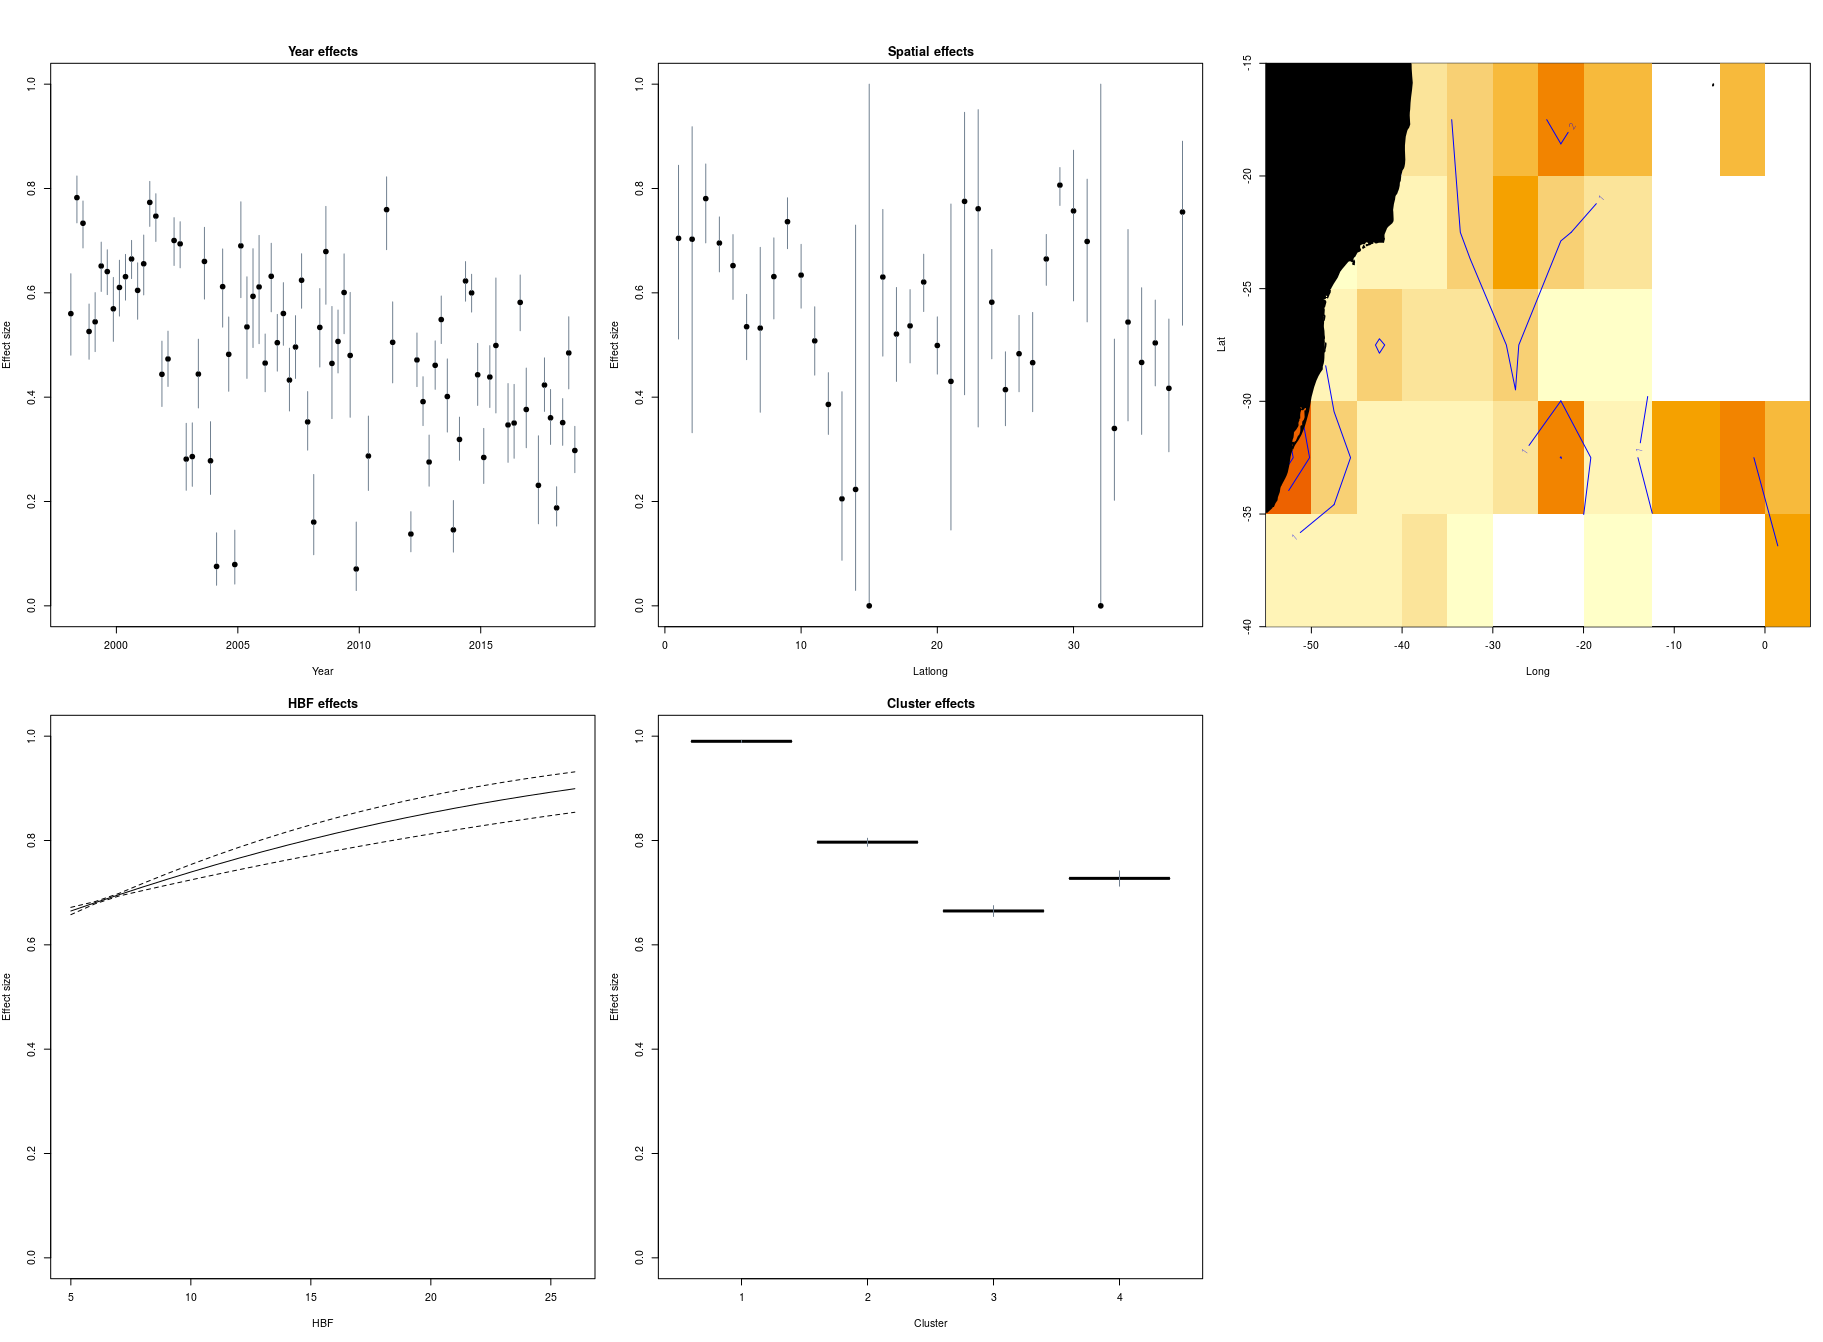 Year effects
Effect size
0.0 0.2 0.4 0.6 0.8 1.0
2000 2005 2010 2015
Year
Spatial effects
Effect size
0.0 0.2 0.4 0.6 0.8 1.0
0 10 20 30
Latlong
Lat
-40 -35 -30 -25 -20 -15
2
1
1
1
1
-50 -40 -30 -20 -10 0
Long
HBF effects
Effect size
0.0 0.2 0.4 0.6 0.8 1.0
5 10 15 20 25
HBF
Cluster effects
Effect size
0.0 0.2 0.4 0.6 0.8 1.0
1 2 3 4
Cluster